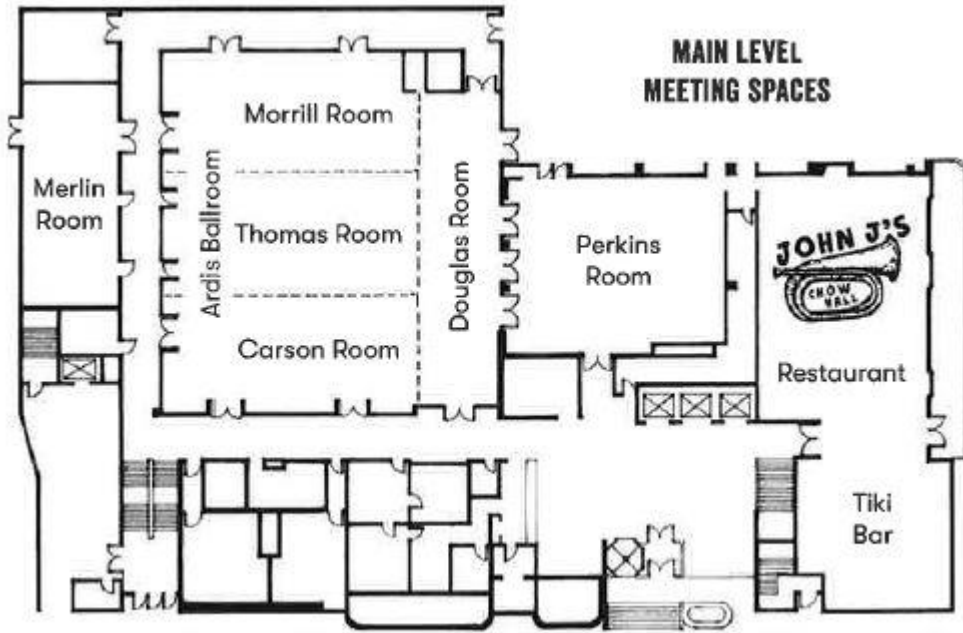 MAIN LEVEL
MEETING SPACES
Morrill Room
Merlin
Room
Ardis Ballroom
Thomas Room
Douglas Room
Perkins
Room
JOHN J'S
CHOW
HALL
Carson Room
Restaurant
Tiki
Bar